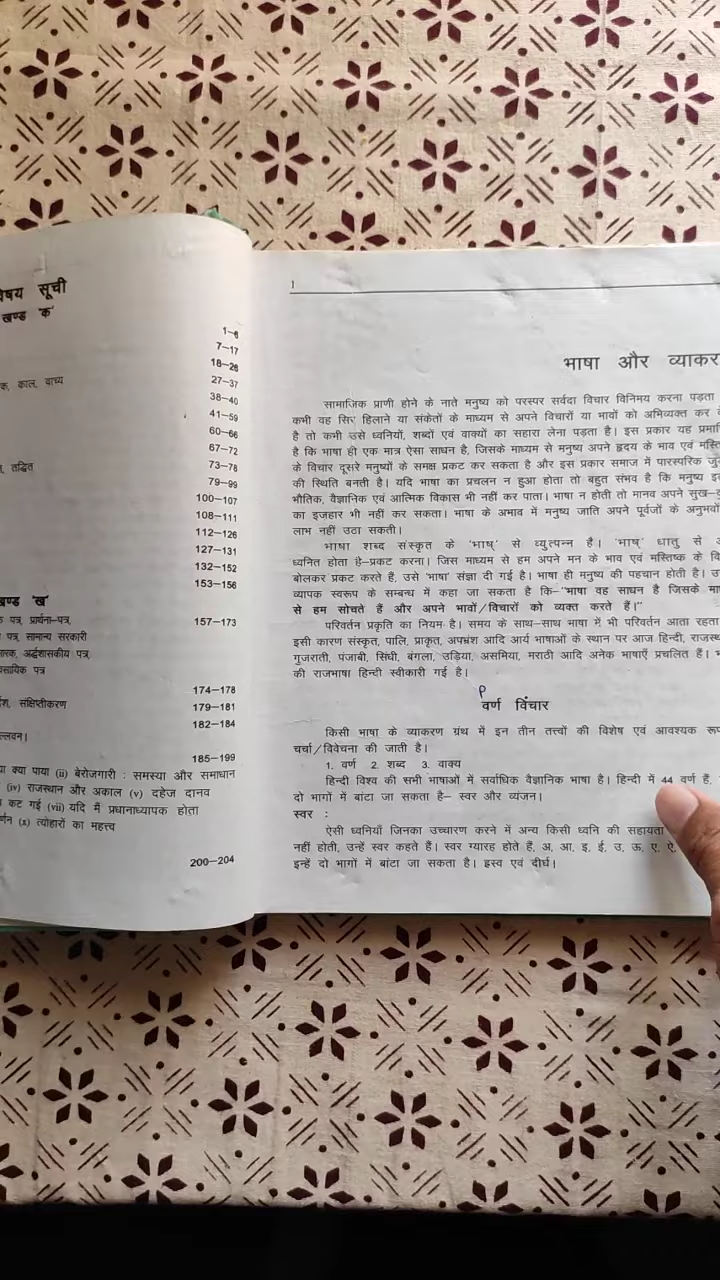 विषय सूची
खण्ड 'क'
1–6
7–17
18–26
काल, वाच्य 27–37
38–40
41–59
60–66
67–72
तद्धित 73–78
79–99
100–107
108–111
112–126
127–131
132–152
153–156
खण्ड 'ख'
पत्र, प्रार्थना–पत्र, 157–173
पत्र, सामान्य सरकारी
अर्द्धशासकीय पत्र,
पत्र
174–178
संक्षिप्तीकरण 179–181
182–184
185–199
क्या पाया (ii) बेरोजगारी : समस्या और समाधान
(iv) राजस्थान और अकाल (v) दहेज दानव
कट गई (vii) यदि मैं प्रधानाध्यापक होता
(x) त्योहारों का महत्त्व
200–204
1
भाषा और
सामाजिक प्राणी होने के नाते मनुष्य को परस्पर सर्वदा विचार विनिमय करना पड़ता
कभी वह सिर हिलाने या संकेतों के माध्यम से अपने विचारों या भावों को अभिव्यक्त कर
है तो कभी उसे ध्वनियों, शब्दों एवं वाक्यों का सहारा लेना पड़ता है। इस प्रकार यह
है कि भाषा ही एक मात्र ऐसा साधन है, जिसके माध्यम से मनुष्य अपने हृदय के भाव एवं
के विचार दूसरे मनुष्यों के समक्ष प्रकट कर सकता है और इस प्रकार समाज में पारस्परिक
की स्थिति बनती है। यदि भाषा का प्रचलन न हुआ होता तो बहुत संभव है कि मनुष्य
भौतिक, वैज्ञानिक एवं आत्मिक विकास भी नहीं कर पाता। भाषा न होती तो मानव अपने
का इजहार भी नहीं कर सकता। भाषा के अभाव में मनुष्य जाति अपने पूर्वजों के अनुभवों
लाभ नहीं उठा सकती।
भाषा शब्द संस्कृत के 'भाष्' से व्युत्पन्न है। 'भाष्' धातु से
ध्वनित होता है–प्रकट करना। जिस माध्यम से हम अपने मन के भाव एवं मस्तिष्क के
बोलकर प्रकट करते हैं, उसे 'भाषा' संज्ञा दी गई है। भाषा ही मनुष्य की पहचान होती है।
व्यापक स्वरूप के सम्बन्ध में कहा जा सकता है कि–"भाषा वह साधन है जिसके
से हम सोचते हैं और अपने भावों/विचारों को व्यक्त करते हैं।"
परिवर्तन प्रकृति का नियम है। समय के साथ–साथ भाषा में भी परिवर्तन आता रहता
इसी कारण संस्कृत, पालि, प्राकृत, अपभ्रंश आदि आर्य भाषाओं के स्थान पर आज हिन्दी,
गुजराती, पंजाबी, सिंधी, बंगला, उड़िया, असमिया, मराठी आदि अनेक भाषाएँ प्रचलित हैं।
की राजभाषा हिन्दी स्वीकारी गई है।
P
वर्ण विचार
किसी भाषा के व्याकरण ग्रंथ में इन तीन तत्त्वों की विशेष एवं आवश्यक
चर्चा/विवेचना की जाती है।
1. वर्ण 2. शब्द 3. वाक्य
हिन्दी विश्व की सभी भाषाओं में सर्वाधिक वैज्ञानिक भाषा है। हिन्दी में 44 वर्ण हैं,
दो भागों में बांटा जा सकता है– स्वर और व्यंजन।
स्वर :
ऐसी ध्वनियाँ जिनका उच्चारण करने में अन्य किसी ध्वनि की सहायता
नहीं होती, उन्हें स्वर कहते हैं। स्वर ग्यारह होते हैं, अ, आ, इ, ई, उ, ऊ, ए, ऐ,
इन्हें दो भागों में बांटा जा सकता है। ह्रस्व एवं दीर्घ।